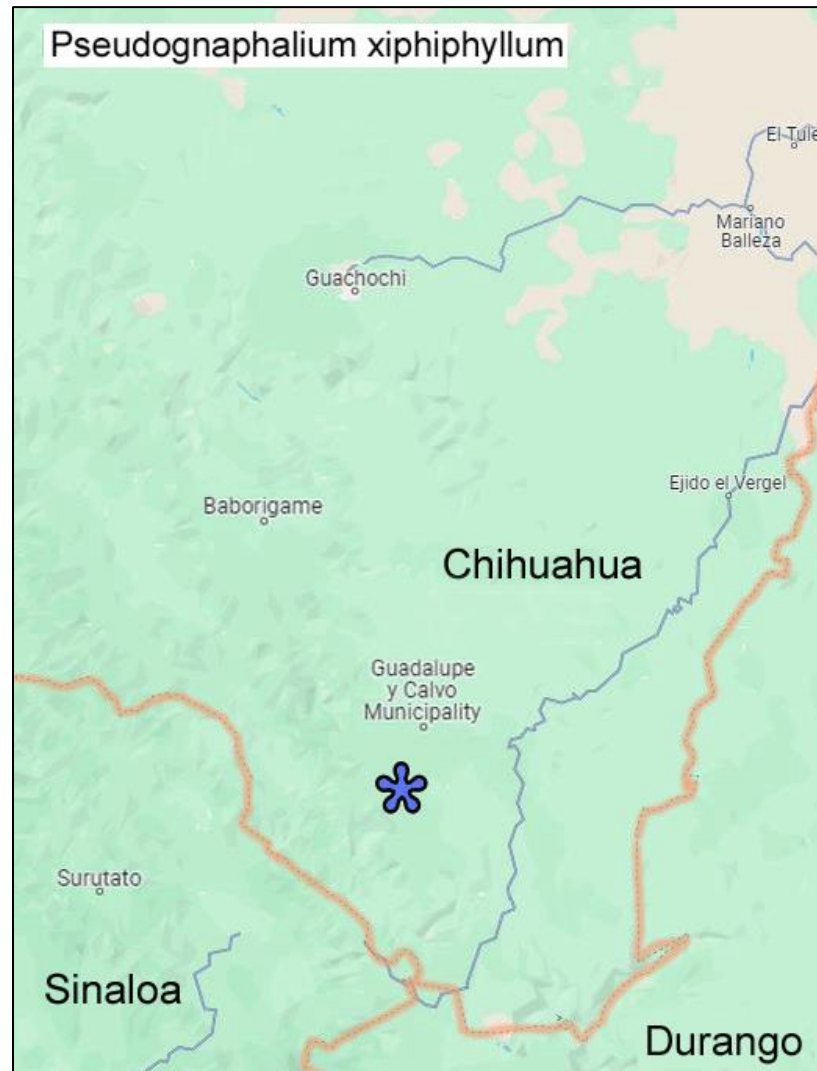 Pseudognaphalium xiphiphyllum
El Tule
Mariano
Balleza
Guachochi
Ejido el Vergel
Baborigame
Chihuahua
Guadalupe
y Calvo
Municipality
Surutato
Sinaloa
Durango